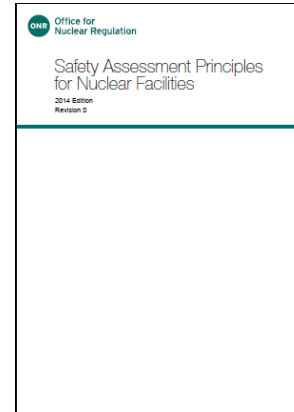 ONR
Office for
Nuclear Regulation
Safety Assessment Principles
for Nuclear Facilities
2014 Edition
Revision 0